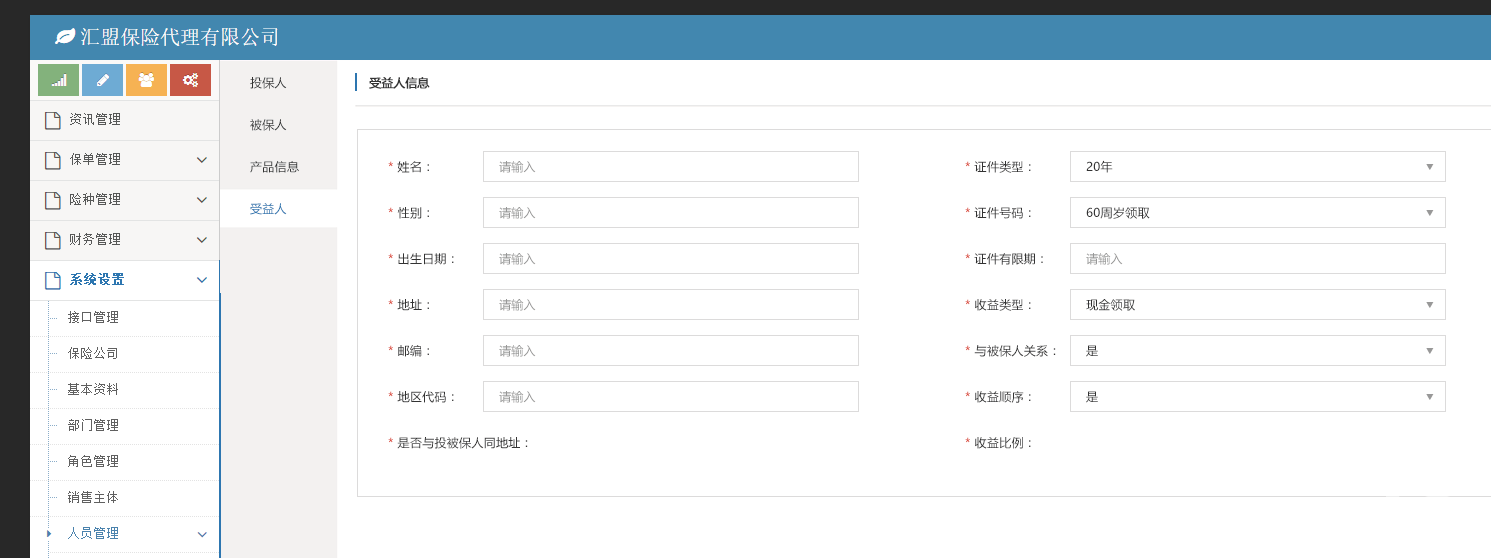 汇盟保险代理有限公司
资讯管理
保单管理
险种管理
财务管理
系统设置
接口管理
保险公司
基本资料
部门管理
角色管理
销售主体
人员管理
投保人
被保人
产品信息
受益人
受益人信息
* 姓名： 请输入 * 证件类型： 20年
* 性别： 请输入 * 证件号码： 60周岁领取
* 出生日期： 请输入 * 证件有限期： 请输入
* 地址： 请输入 * 收益类型： 现金领取
* 邮编： 请输入 * 与被保人关系： 是
* 地区代码： 请输入 * 收益顺序： 是
* 是否与投被保人同地址： * 收益比例：